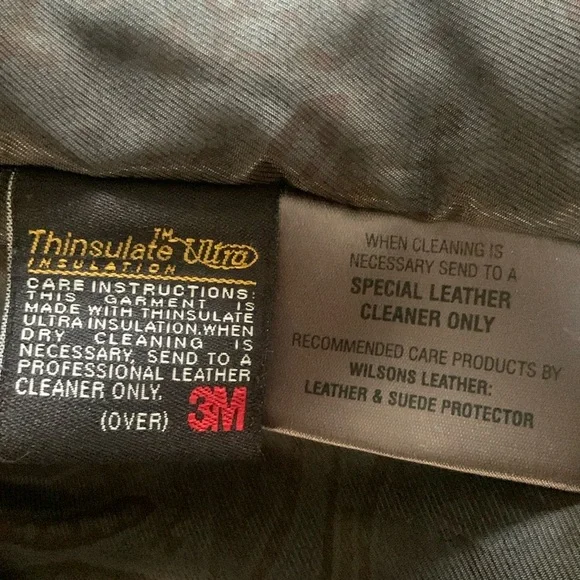 Thinsulate™ Ultra
INSULATION
CARE INSTRUCTIONS:
THIS GARMENT IS
MADE WITH THINSULATE
ULTRA INSULATION. WHEN
DRY CLEANING IS
NECESSARY, SEND TO A
PROFESSIONAL LEATHER
CLEANER ONLY.
(OVER) 3M
WHEN CLEANING IS
NECESSARY SEND TO A
SPECIAL LEATHER
CLEANER ONLY
RECOMMENDED CARE PRODUCTS BY
WILSONS LEATHER:
LEATHER & SUEDE PROTECTOR